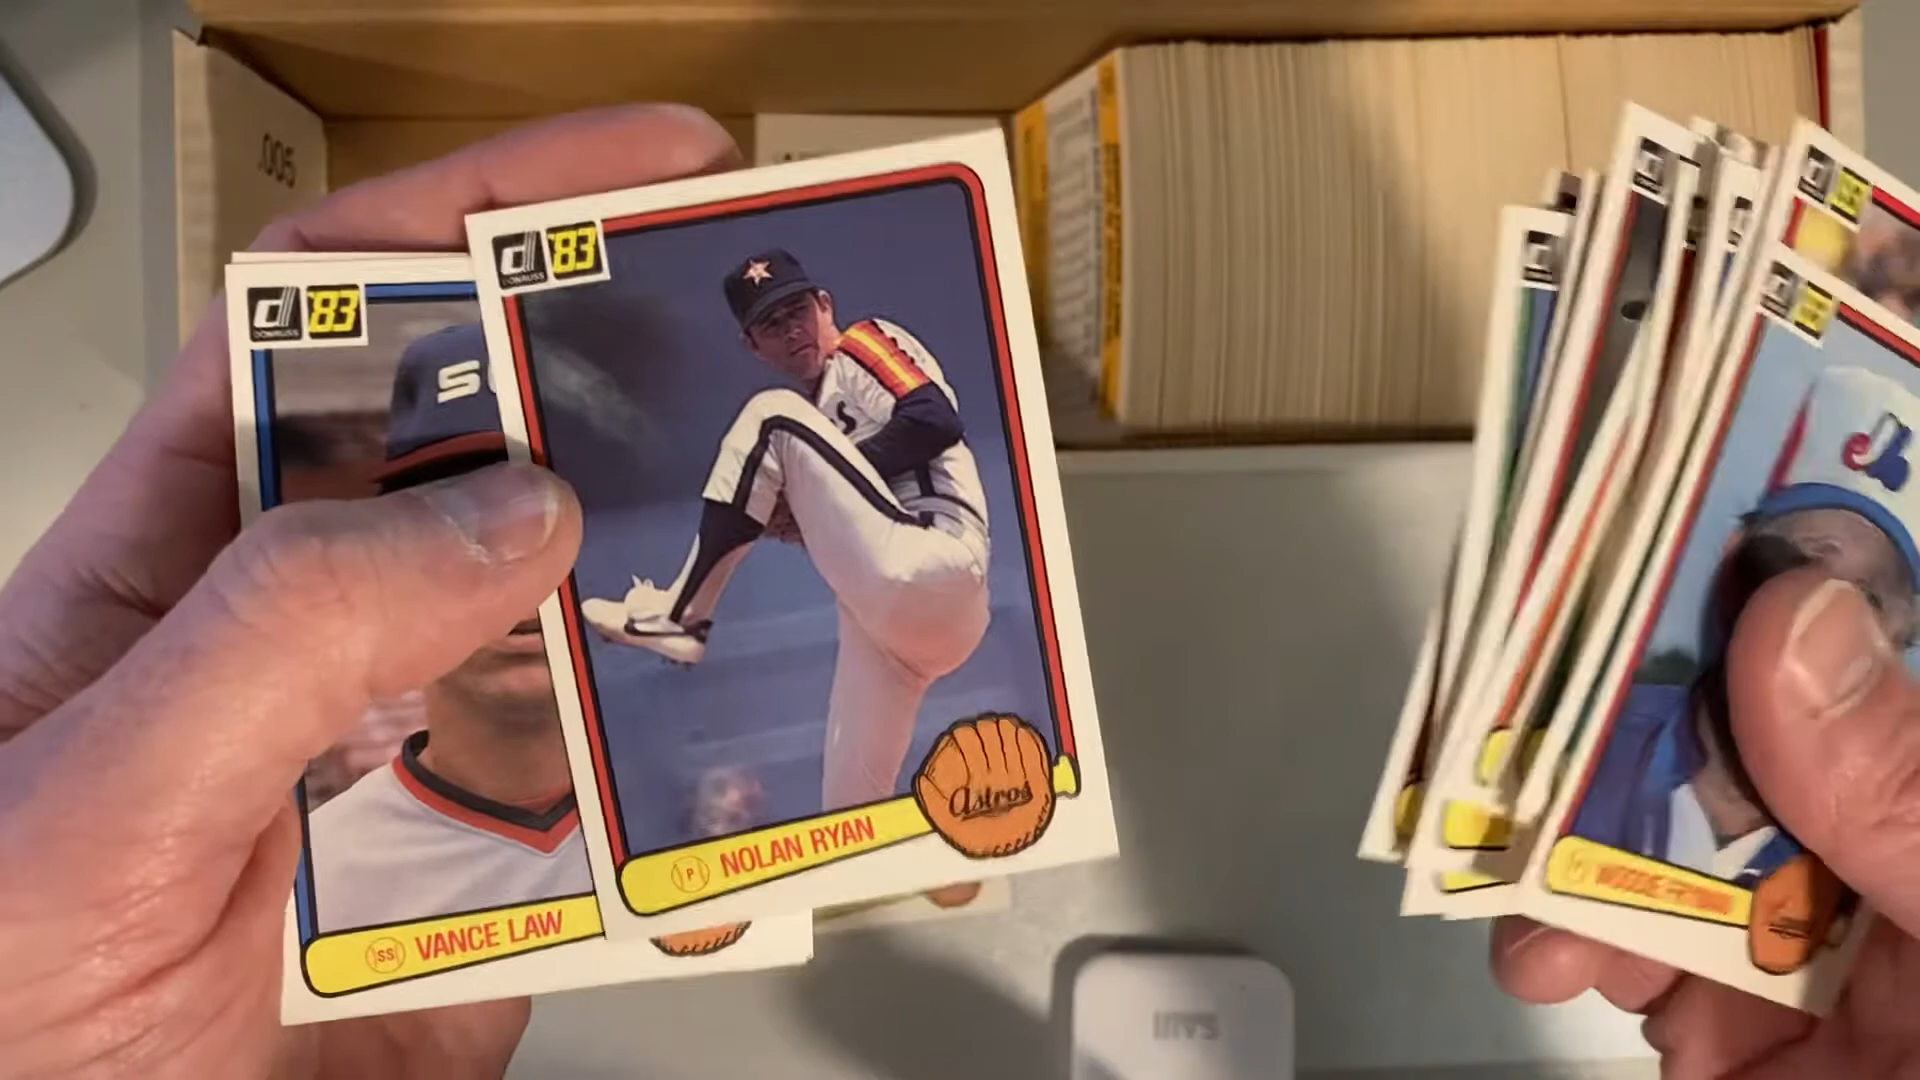 .005
d '83
DONRUSS
d '83
DONRUSS
S
S
Astros
P NOLAN RYAN
SS VANCE LAW